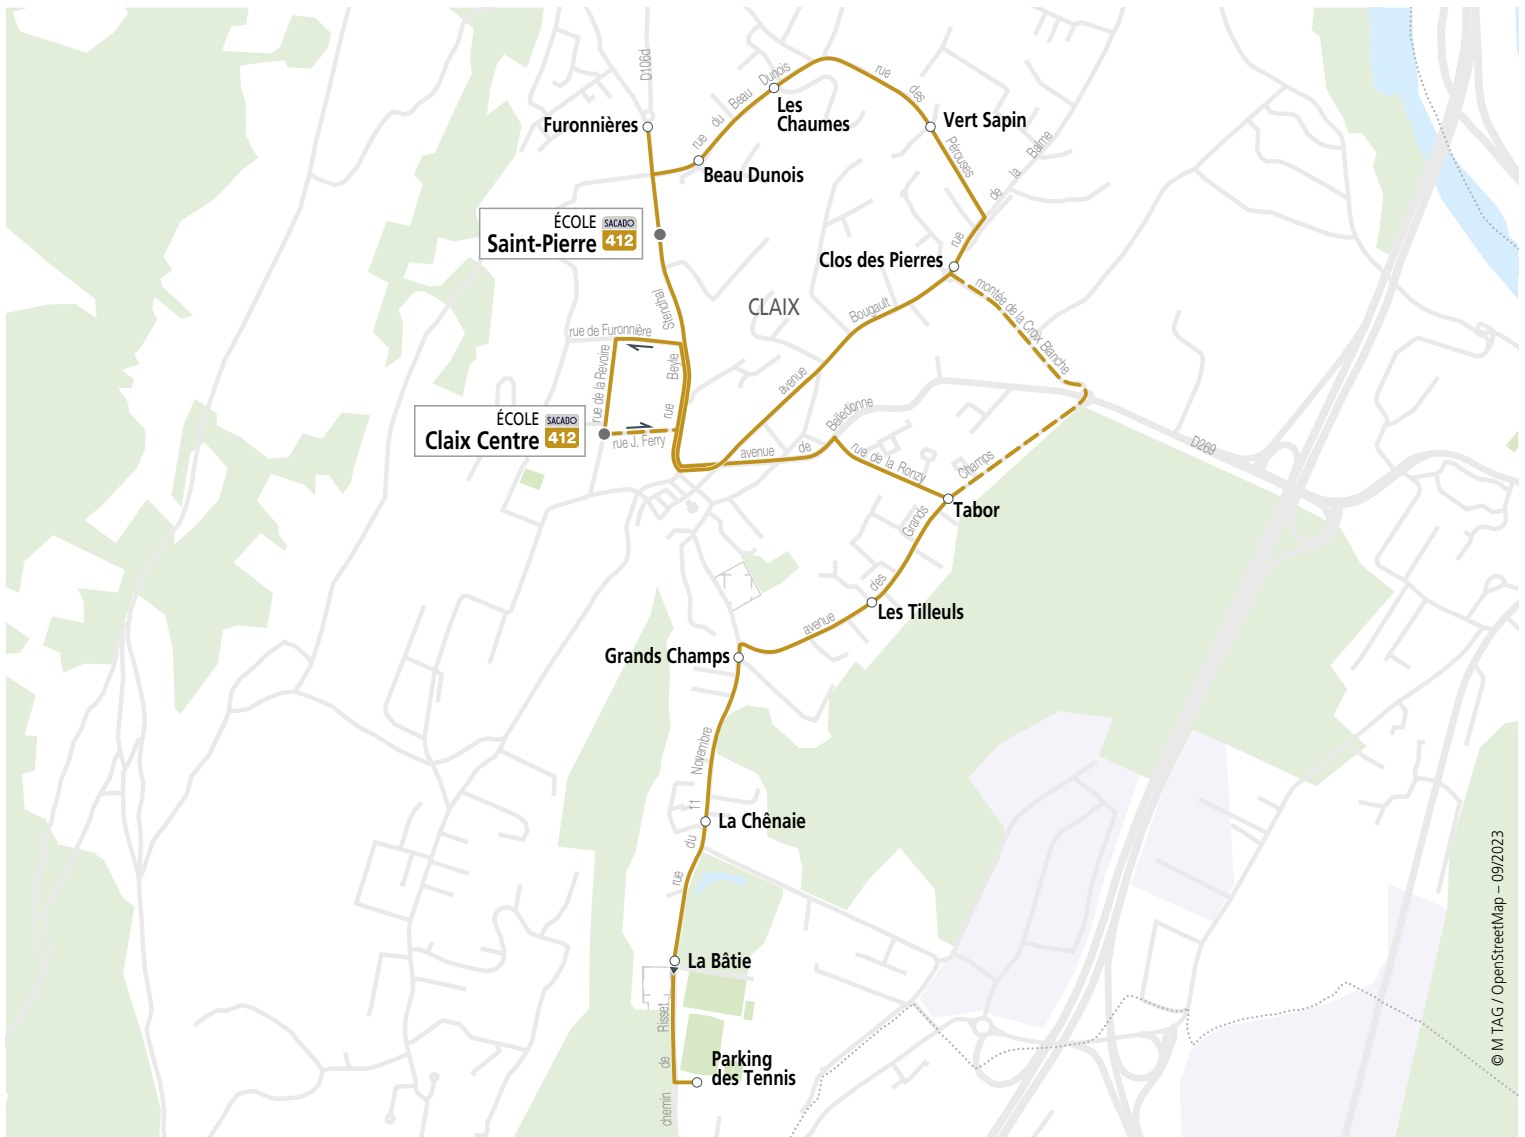 D106d
rue du Beau Dunois
Les
Chaumes
rue des Pérouses
Furonnières
Vert Sapin
Beau Dunois
rue de la Balme
ÉCOLE
Saint-Pierre
SACADO
412
Clos des Pierres
montée de la Croix Blanche
CLAIX
avenue Bougault
rue Beyle Stendhal
rue de Furonnière
rue de la Revoire
ÉCOLE
Claix Centre
SACADO
412
rue J. Ferry
avenue de Belledonne
rue de la Ronzy
D269
Tabor
avenue des Grands Champs
Les Tilleuls
Grands Champs
rue du 11 Novembre
La Chênaie
La Bâtie
chemin de Risset
Parking
des Tennis
© M TAG / OpenStreetMap – 09/2023